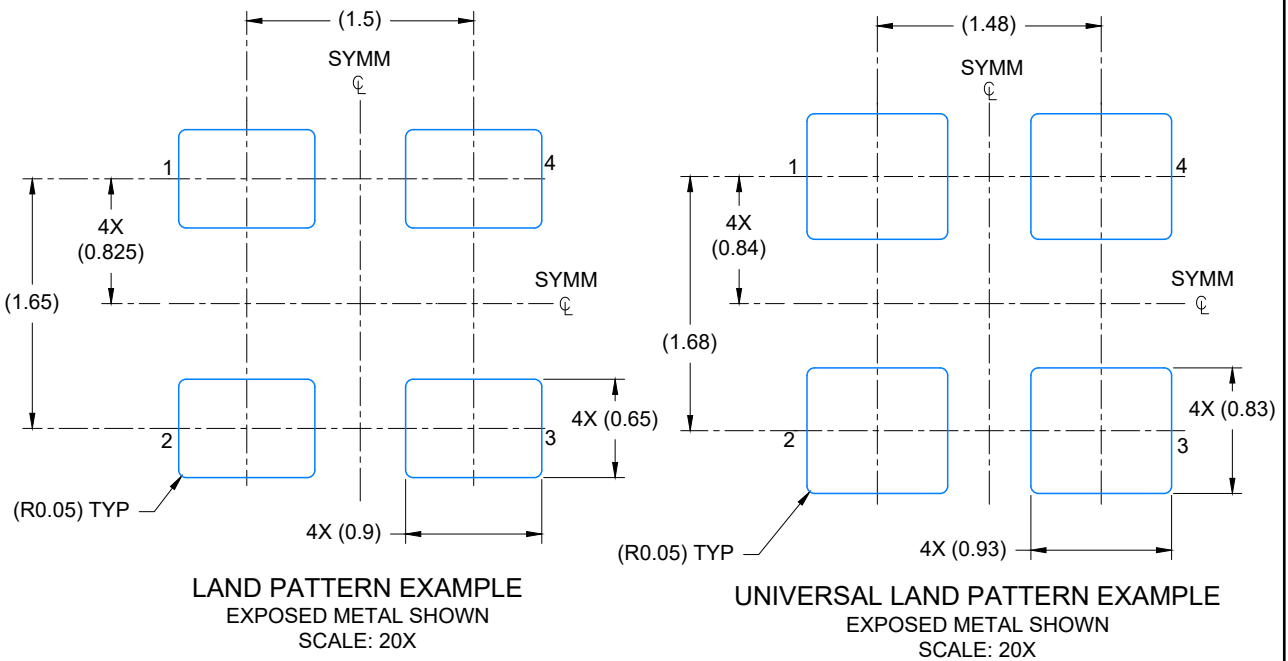 (1.5)
SYMM
℄
1
4
4X
(0.825)
SYMM
℄
(1.65)
2
3
4X (0.65)
(R0.05) TYP
4X (0.9)
LAND PATTERN EXAMPLE
EXPOSED METAL SHOWN
SCALE: 20X
(1.48)
SYMM
℄
1
4
4X
(0.84)
SYMM
℄
(1.68)
2
3
4X (0.83)
(R0.05) TYP
4X (0.93)
UNIVERSAL LAND PATTERN EXAMPLE
EXPOSED METAL SHOWN
SCALE: 20X